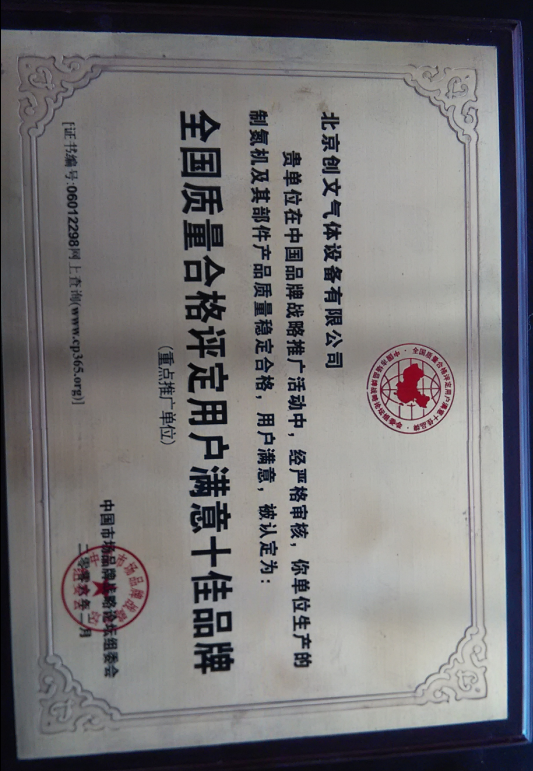 北京创文气体设备有限公司
贵单位在中国品牌战略推广活动中，经严格审核，你单位生产的
制氮机及其部件产品质量稳定合格，用户满意，被认定为：
全国质量合格评定用户满意十佳品牌
(重点推广单位)
中国市场品牌战略论坛组委会
[证书编号:06012298网上查询(www.cp365.org)]